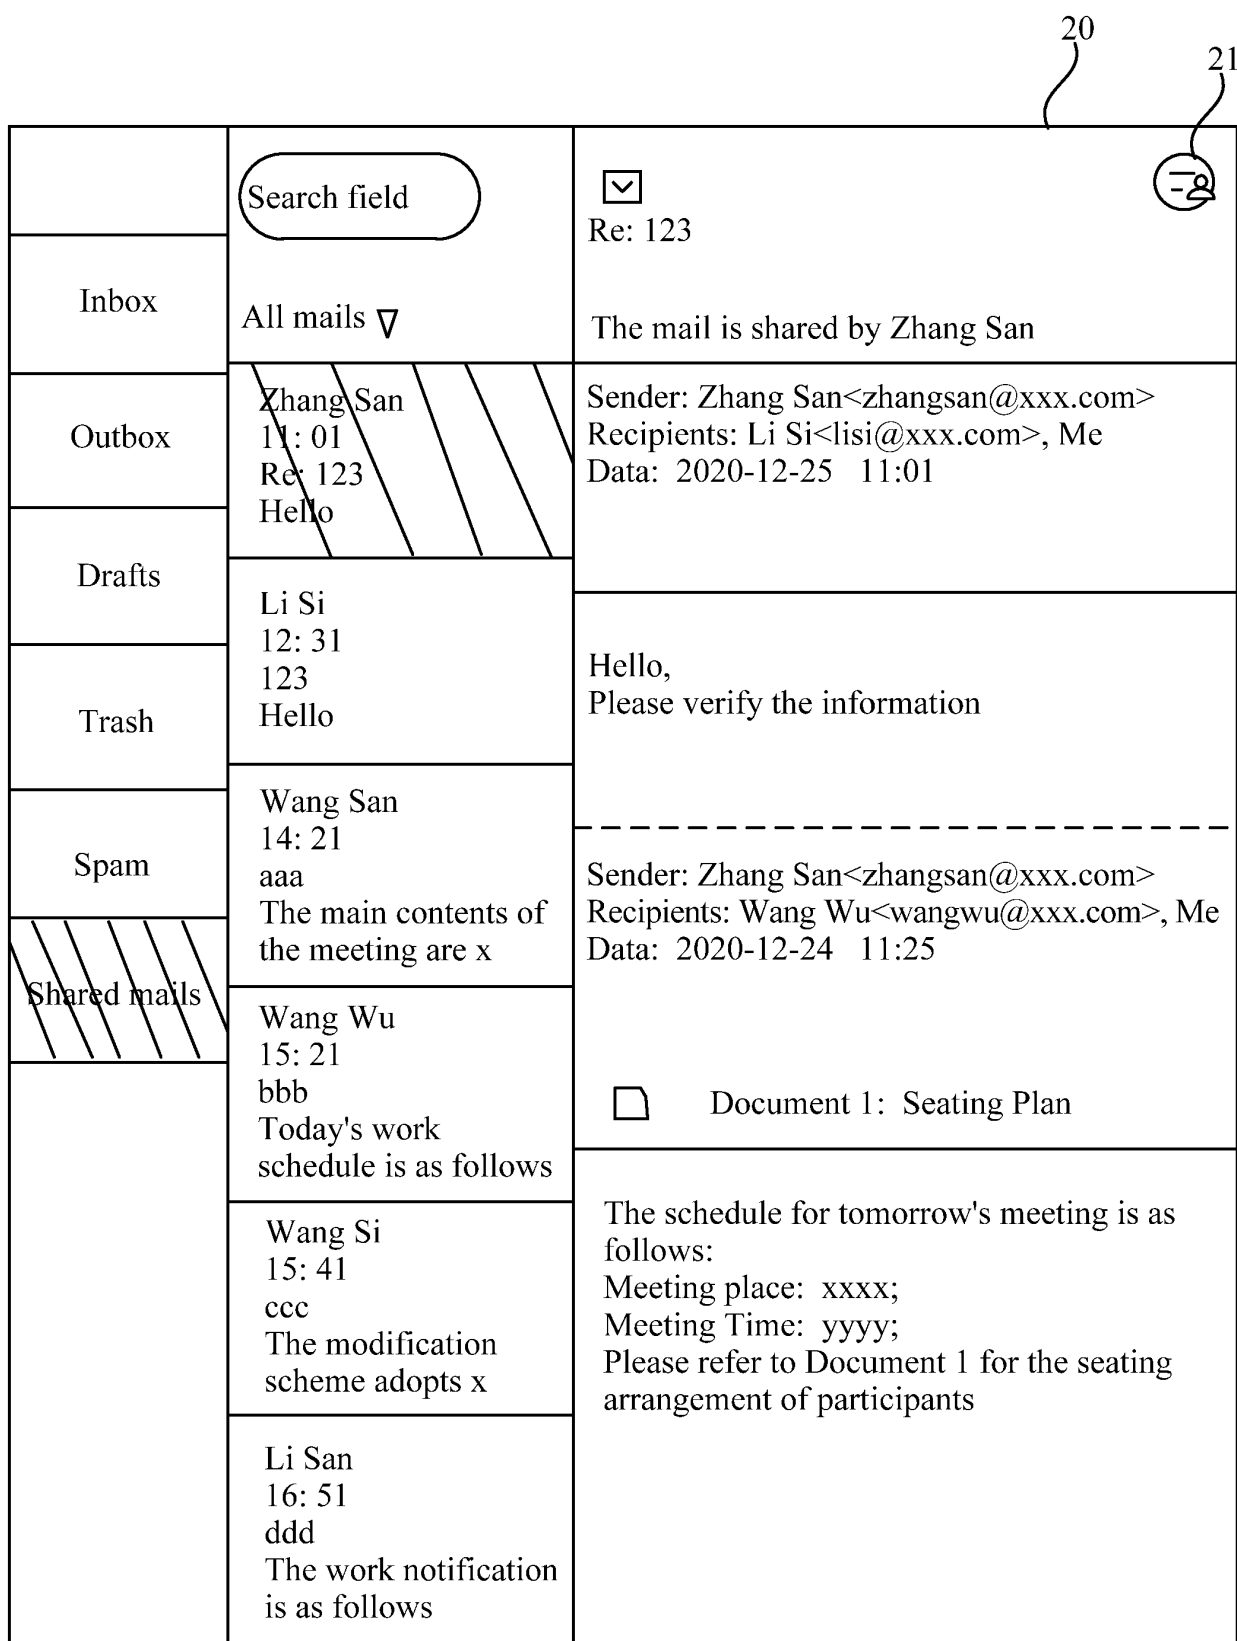 20
21
Inbox
Outbox
Drafts
Trash
Spam
Shared mails
Search field
All mails
Zhang San
11: 01
Re: 123
Hello
Li Si
12: 31
123
Hello
Wang San
14: 21
aaa
The main contents of
the meeting are x
Wang Wu
15: 21
bbb
Today's work
schedule is as follows
Wang Si
15: 41
ccc
The modification
scheme adopts x
Li San
16: 51
ddd
The work notification
is as follows
Re: 123
The mail is shared by Zhang San
Sender: Zhang San<zhangsan@xxx.com>
Recipients: Li Si<lisi@xxx.com>, Me
Data: 2020-12-25 11:01
Hello,
Please verify the information
Sender: Zhang San<zhangsan@xxx.com>
Recipients: Wang Wu<wangwu@xxx.com>, Me
Data: 2020-12-24 11:25
Document 1: Seating Plan
The schedule for tomorrow's meeting is as
follows:
Meeting place: xxxx;
Meeting Time: yyyy;
Please refer to Document 1 for the seating
arrangement of participants